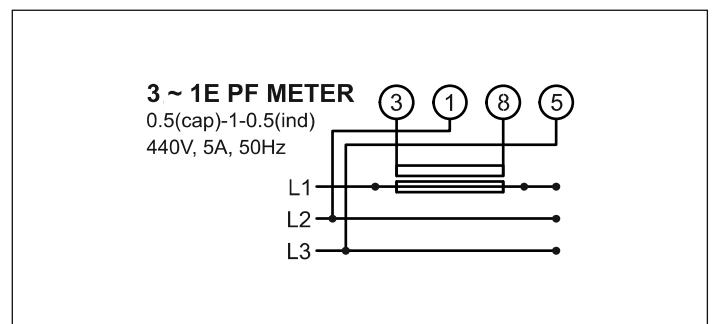 3 ~ 1E PF METER
0.5(cap)-1-0.5(ind)
440V, 5A, 50Hz
3 1 8 5
L1
L2
L3